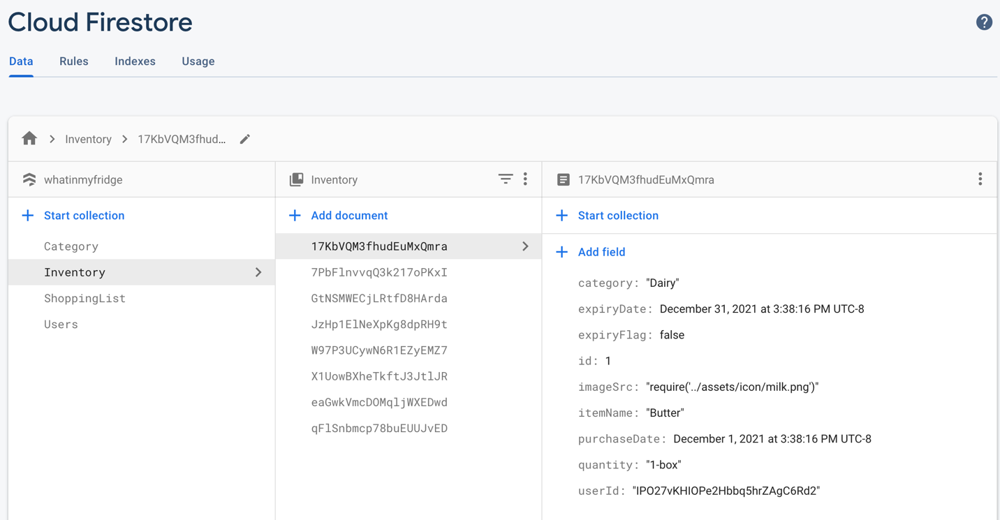 Cloud Firestore
?
Data Rules Indexes Usage
Inventory 17KbVQM3fhud...
whatinmyfridge
Start collection
Category
Inventory
ShoppingList
Users
Inventory
Add document
17KbVQM3fhudEuMxQmra
7PbFlnvvqQ3k217oPKxI
GtNSMWECjLRtfD8HArda
JzHp1ElNeXpKg8dpRH9t
W97P3UCywN6R1EZyEMZ7
X1UowBXheTkftJ3JtlJR
eaGwkVmcDOMqljWXEDwd
qFlSnbmcp78buEUUJvED
17KbVQM3fhudEuMxQmra
Start collection
Add field
category: "Dairy"
expiryDate: December 31, 2021 at 3:38:16 PM UTC-8
expiryFlag: false
id: 1
imageSrc: "require('../assets/icon/milk.png')"
itemName: "Butter"
purchaseDate: December 1, 2021 at 3:38:16 PM UTC-8
quantity: "1-box"
userId: "IPO27vKHIOPe2Hbbq5hrZAgC6Rd2"